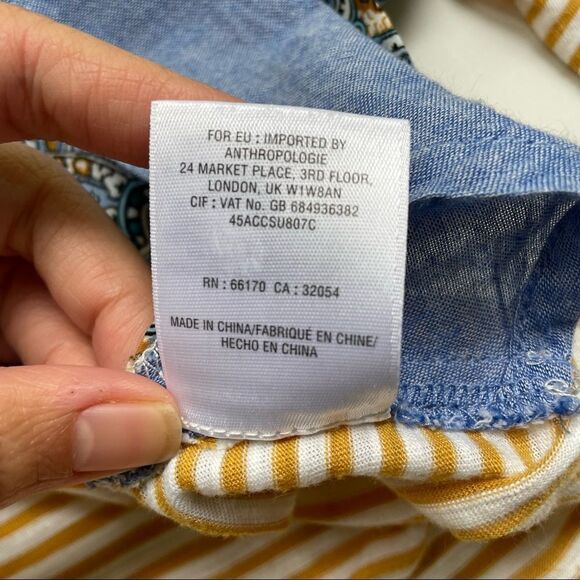 FOR EU : IMPORTED BY
ANTHROPOLOGIE
24 MARKET PLACE, 3RD FLOOR,
LONDON, UK W1W8AN
CIF : VAT No. GB 684936382
45ACCSU807C
RN : 66170 CA : 32054
MADE IN CHINA/FABRIQUÉ EN CHINE/
HECHO EN CHINA